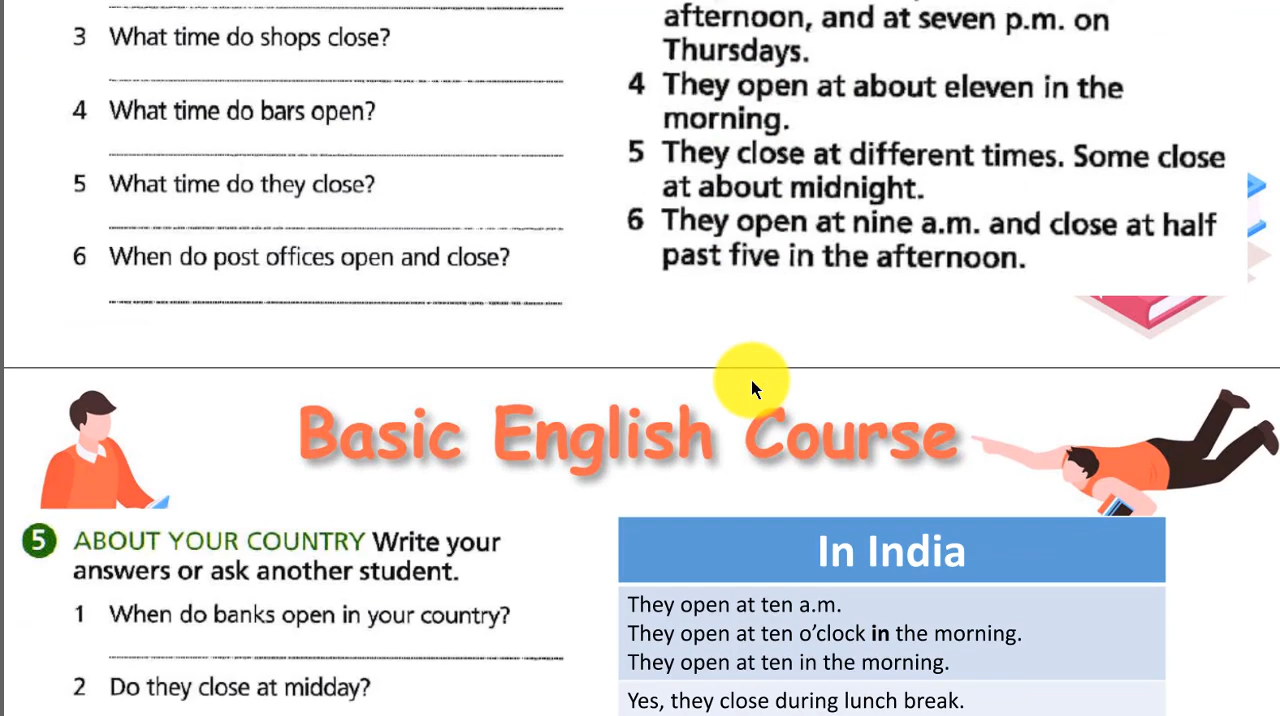 3 What time do shops close?
4 What time do bars open?
5 What time do they close?
6 When do post offices open and close?
afternoon, and at seven p.m. on
Thursdays.
4 They open at about eleven in the
morning.
5 They close at different times. Some close
at about midnight.
6 They open at nine a.m. and close at half
past five in the afternoon.
Basic English Course
5 ABOUT YOUR COUNTRY Write your
answers or ask another student.
1 When do banks open in your country?
2 Do they close at midday?
In India
They open at ten a.m.
They open at ten o’clock in the morning.
They open at ten in the morning.
Yes, they close during lunch break.